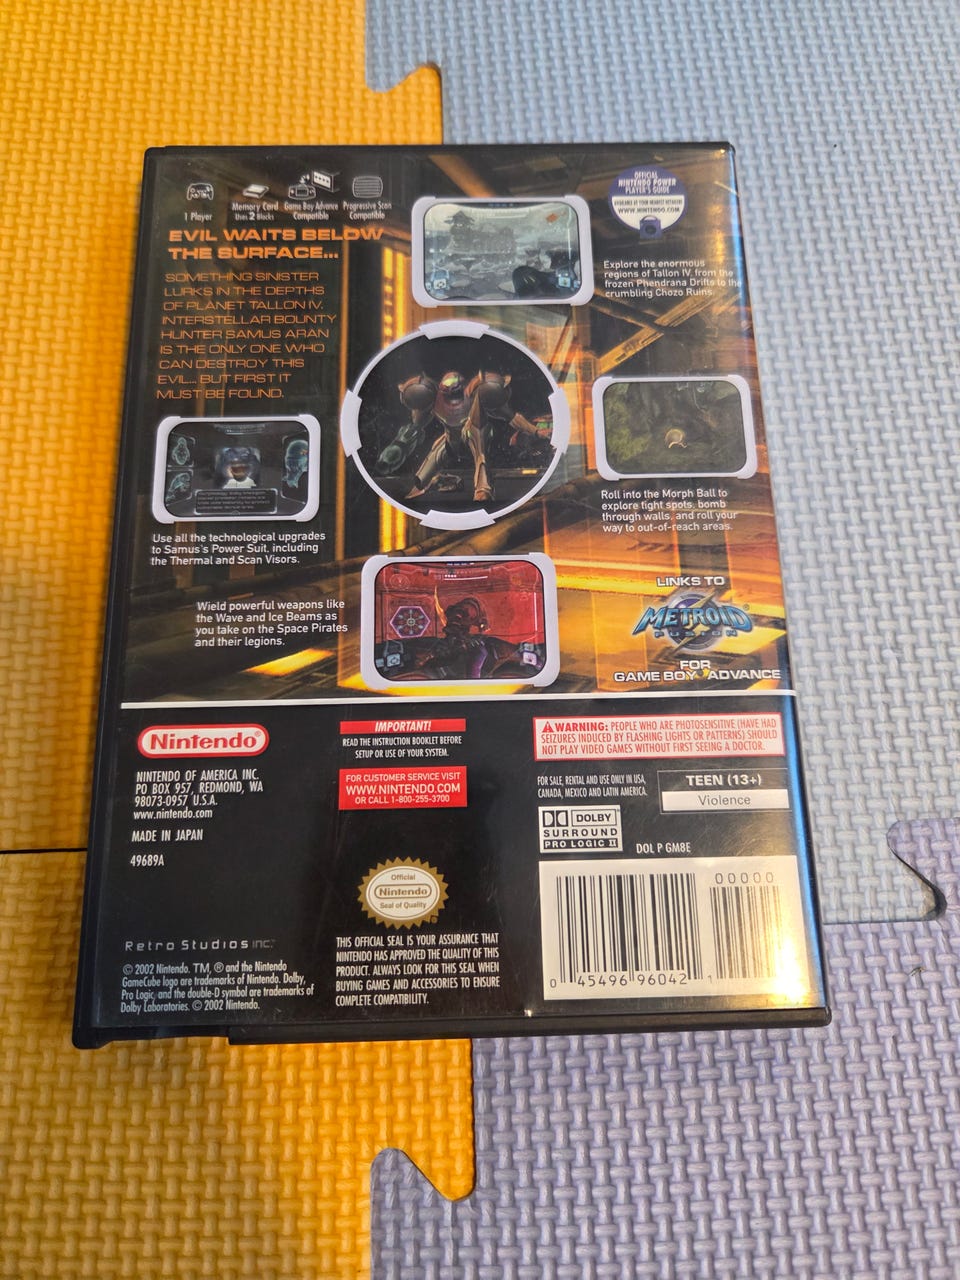 1 Player
Memory Card
Uses 2 Blocks
Game Boy Advance
Compatible
Progressive Scan
Compatible
OFFICIAL
NINTENDO POWER
PLAYER'S GUIDE
AVAILABLE AT YOUR NEAREST RETAILER!
WWW.NINTENDO.COM
EVIL WAITS BELOW
THE SURFACE...
SOMETHING SINISTER
LURKS IN THE DEPTHS
OF PLANET TALLON IV.
INTERSTELLAR BOUNTY
HUNTER SAMUS ARAN
IS THE ONLY ONE WHO
CAN DESTROY THIS
EVIL... BUT FIRST IT
MUST BE FOUND.
Explore the enormous
regions of Tallon IV, from the
frozen Phendrana Drifts to the
crumbling Chozo Ruins.
Roll into the Morph Ball to
explore tight spots, bomb
through walls, and roll your
way to out-of-reach areas.
Use all the technological upgrades
to Samus's Power Suit, including
the Thermal and Scan Visors.
Wield powerful weapons like
the Wave and Ice Beams as
you take on the Space Pirates
and their legions.
LINKS TO
METROID®
FUSION
FOR
GAME BOY ADVANCE
Nintendo®
NINTENDO OF AMERICA INC.
PO BOX 957, REDMOND, WA
98073-0957 U.S.A.
www.nintendo.com
MADE IN JAPAN
49689A
IMPORTANT!
READ THE INSTRUCTION BOOKLET BEFORE
SETUP OR USE OF YOUR SYSTEM.
FOR CUSTOMER SERVICE VISIT
WWW.NINTENDO.COM
OR CALL 1-800-255-3700
WARNING: PEOPLE WHO ARE PHOTOSENSITIVE (HAVE HAD
SEIZURES INDUCED BY FLASHING LIGHTS OR PATTERNS) SHOULD
NOT PLAY VIDEO GAMES WITHOUT FIRST SEEING A DOCTOR.
FOR SALE, RENTAL AND USE ONLY IN USA,
CANADA, MEXICO AND LATIN AMERICA.
TEEN (13+)
Violence
DOLBY
SURROUND
PRO LOGIC II
DOL P GM8E
Official
Nintendo
Seal of Quality
THIS OFFICIAL SEAL IS YOUR ASSURANCE THAT
NINTENDO HAS APPROVED THE QUALITY OF THIS
PRODUCT. ALWAYS LOOK FOR THIS SEAL WHEN
BUYING GAMES AND ACCESSORIES TO ENSURE
COMPLETE COMPATIBILITY.
Retro Studios INC.
© 2002 Nintendo. TM, ® and the Nintendo
GameCube logo are trademarks of Nintendo. Dolby,
Pro Logic, and the double-D symbol are trademarks of
Dolby Laboratories. © 2002 Nintendo.
00000
0 45496 96042 1